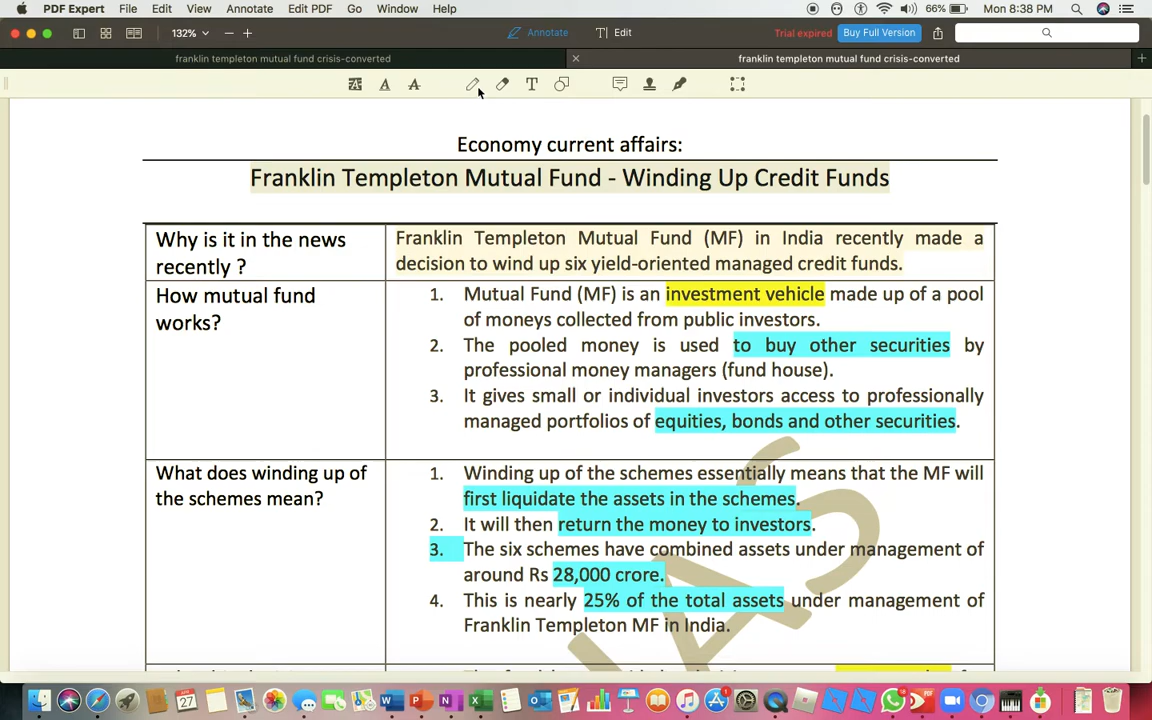 PDF Expert File Edit View Annotate Edit PDF Go Window Help 66% Mon 8:38 PM
132% Annotate Edit Trial expired Buy Full Version
franklin templeton mutual fund crisis-converted franklin templeton mutual fund crisis-converted
Economy current affairs:
Franklin Templeton Mutual Fund - Winding Up Credit Funds
Why is it in the news
recently ?
Franklin Templeton Mutual Fund (MF) in India recently made a
decision to wind up six yield-oriented managed credit funds.
How mutual fund
works?
1. Mutual Fund (MF) is an investment vehicle made up of a pool
of moneys collected from public investors.
2. The pooled money is used to buy other securities by
professional money managers (fund house).
3. It gives small or individual investors access to professionally
managed portfolios of equities, bonds and other securities.
What does winding up of
the schemes mean?
1. Winding up of the schemes essentially means that the MF will
first liquidate the assets in the schemes.
2. It will then return the money to investors.
3. The six schemes have combined assets under management of
around Rs 28,000 crore.
4. This is nearly 25% of the total assets under management of
Franklin Templeton MF in India.
IAS